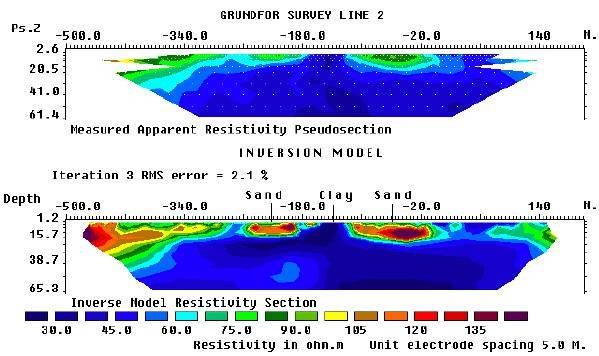 GRUNDFOR SURVEY LINE 2
Ps.Z -500.0 -340.0 -180.0 -20.0 140 M.
2.6
20.5
41.0
61.4
Measured Apparent Resistivity Pseudosection
INVERSION MODEL
Iteration 3 RMS error = 2.1 %
Sand Clay Sand
Depth -500.0 -340.0 -20.0 140 M.
1.2
15.7
38.7
65.3
Inverse Model Resistivity Section
30.0 45.0 60.0 75.0 90.0 105 120 135
Resistivity in ohm.m Unit electrode spacing 5.0 M.